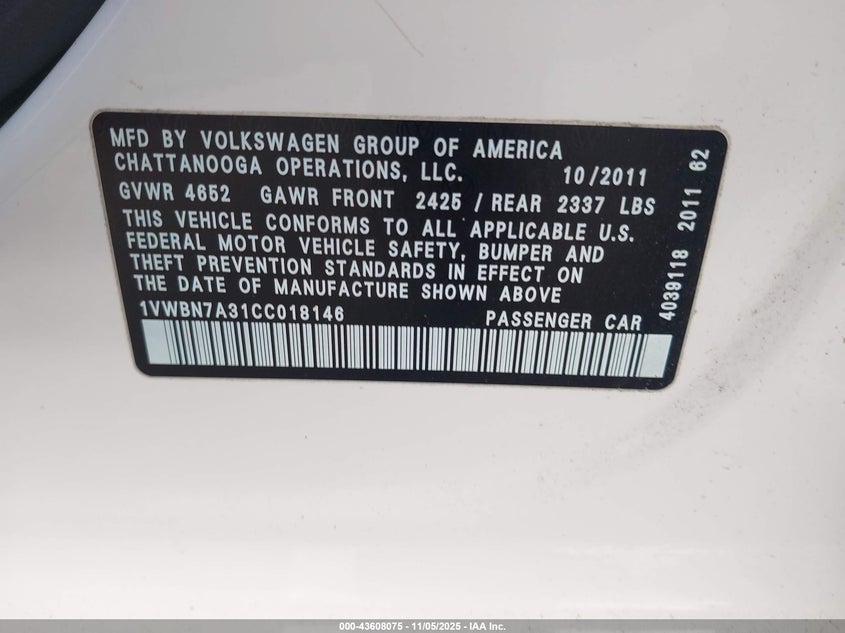 MFD BY VOLKSWAGEN GROUP OF AMERICA
CHATTANOOGA OPERATIONS, LLC. 10/2011
GVWR 4652 GAWR FRONT 2425 / REAR 2337 LBS
THIS VEHICLE CONFORMS TO ALL APPLICABLE U.S.
FEDERAL MOTOR VEHICLE SAFETY, BUMPER AND
THEFT PREVENTION STANDARDS IN EFFECT ON
THE DATE OF MANUFACTURE SHOWN ABOVE
1VWBN7A31CC018146 PASSENGER CAR
4039118 2011 62
000-43608075 - 11/05/2025 - IAA Inc.